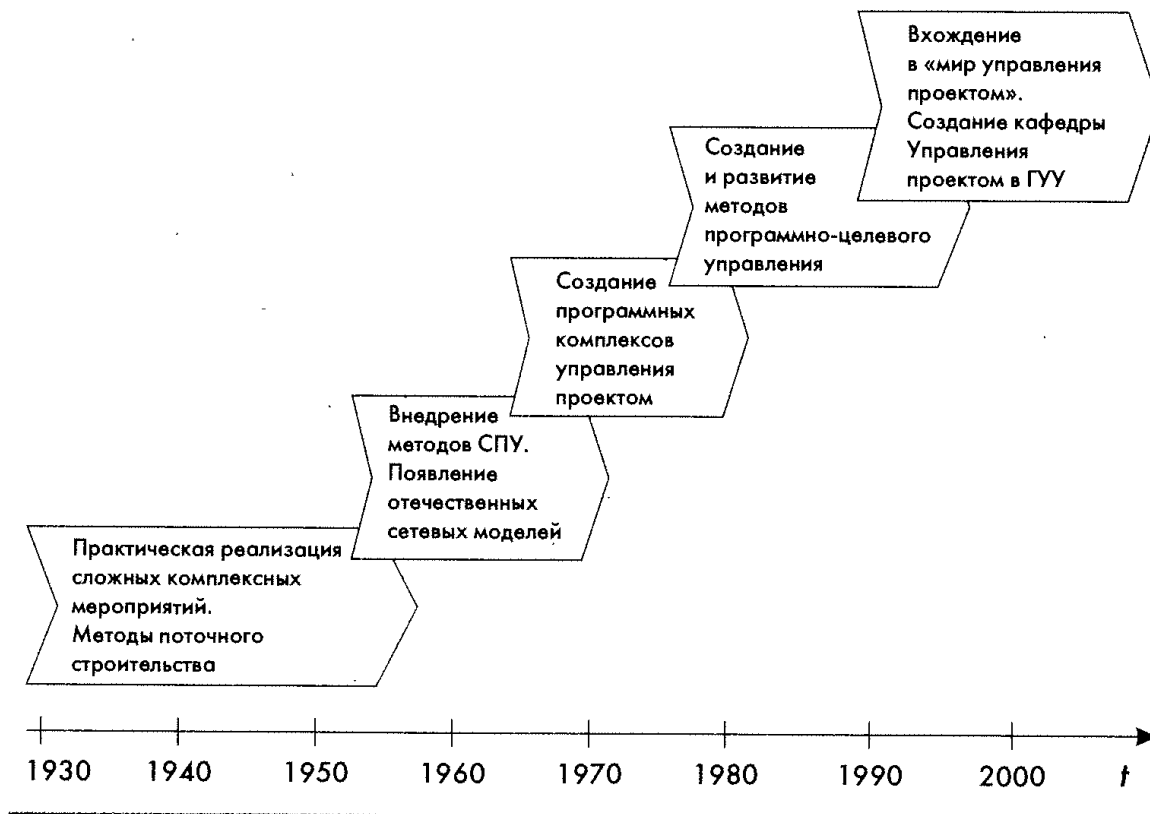 Вхождение
в «мир управления
проектом».
Создание кафедры
Управления
проектом в ГУУ
Создание
и развитие
методов
программно-целевого
управления
Создание
программных
комплексов
управления
проектом
Внедрение
методов СПУ.
Появление
отечественных
сетевых моделей
Практическая реализация
сложных комплексных
мероприятий.
Методы поточного
строительства
1930 1940 1950 1960 1970 1980 1990 2000 t